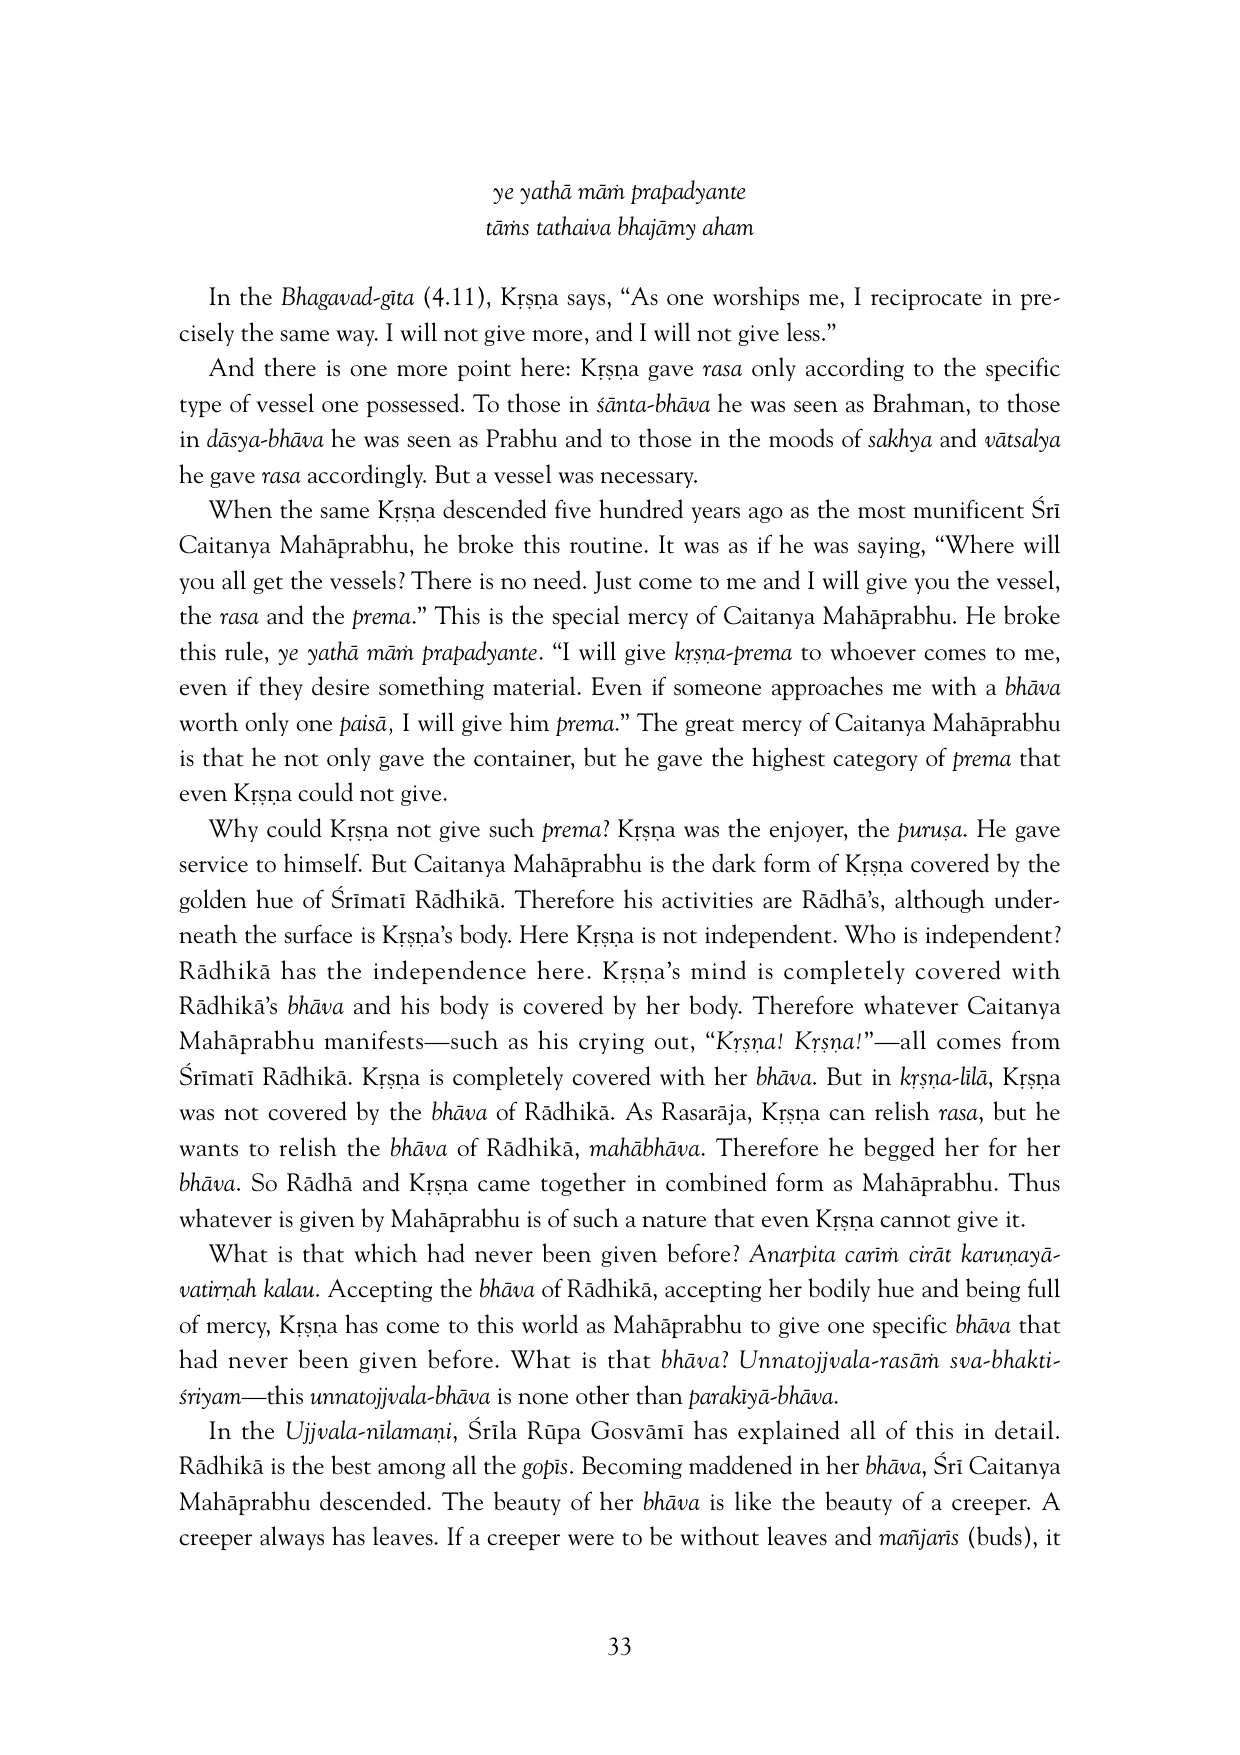 ye yathā māṁ prapadyante
tāṁs tathaiva bhajāmy aham
In the Bhagavad-gīta (4.11), Kṛṣṇa says, “As one worships me, I reciprocate in pre-
cisely the same way. I will not give more, and I will not give less.”
And there is one more point here: Kṛṣṇa gave rasa only according to the specific
type of vessel one possessed. To those in śānta-bhāva he was seen as Brahman, to those
in dāsya-bhāva he was seen as Prabhu and to those in the moods of sakhya and vātsalya
he gave rasa accordingly. But a vessel was necessary.
When the same Kṛṣṇa descended five hundred years ago as the most munificent Śrī
Caitanya Mahāprabhu, he broke this routine. It was as if he was saying, “Where will
you all get the vessels? There is no need. Just come to me and I will give you the vessel,
the rasa and the prema.” This is the special mercy of Caitanya Mahāprabhu. He broke
this rule, ye yathā māṁ prapadyante. “I will give kṛṣṇa-prema to whoever comes to me,
even if they desire something material. Even if someone approaches me with a bhāva
worth only one paisā, I will give him prema.” The great mercy of Caitanya Mahāprabhu
is that he not only gave the container, but he gave the highest category of prema that
even Kṛṣṇa could not give.
Why could Kṛṣṇa not give such prema? Kṛṣṇa was the enjoyer, the puruṣa. He gave
service to himself. But Caitanya Mahāprabhu is the dark form of Kṛṣṇa covered by the
golden hue of Śrīmatī Rādhikā. Therefore his activities are Rādhā’s, although under-
neath the surface is Kṛṣṇa’s body. Here Kṛṣṇa is not independent. Who is independent?
Rādhikā has the independence here. Kṛṣṇa’s mind is completely covered with
Rādhikā’s bhāva and his body is covered by her body. Therefore whatever Caitanya
Mahāprabhu manifests—such as his crying out, “Kṛṣṇa! Kṛṣṇa!”—all comes from
Śrīmatī Rādhikā. Kṛṣṇa is completely covered with her bhāva. But in kṛṣṇa-līlā, Kṛṣṇa
was not covered by the bhāva of Rādhikā. As Rasarāja, Kṛṣṇa can relish rasa, but he
wants to relish the bhāva of Rādhikā, mahābhāva. Therefore he begged her for her
bhāva. So Rādhā and Kṛṣṇa came together in combined form as Mahāprabhu. Thus
whatever is given by Mahāprabhu is of such a nature that even Kṛṣṇa cannot give it.
What is that which had never been given before? Anarpita carīṁ cirāt karuṇayā-
vatirṇah kalau. Accepting the bhāva of Rādhikā, accepting her bodily hue and being full
of mercy, Kṛṣṇa has come to this world as Mahāprabhu to give one specific bhāva that
had never been given before. What is that bhāva? Unnatojjvala-rasāṁ sva-bhakti-
śriyam—this unnatojjvala-bhāva is none other than parakīyā-bhāva.
In the Ujjvala-nīlamaṇi, Śrīla Rūpa Gosvāmī has explained all of this in detail.
Rādhikā is the best among all the gopīs. Becoming maddened in her bhāva, Śrī Caitanya
Mahāprabhu descended. The beauty of her bhāva is like the beauty of a creeper. A
creeper always has leaves. If a creeper were to be without leaves and mañjarīs (buds), it
33